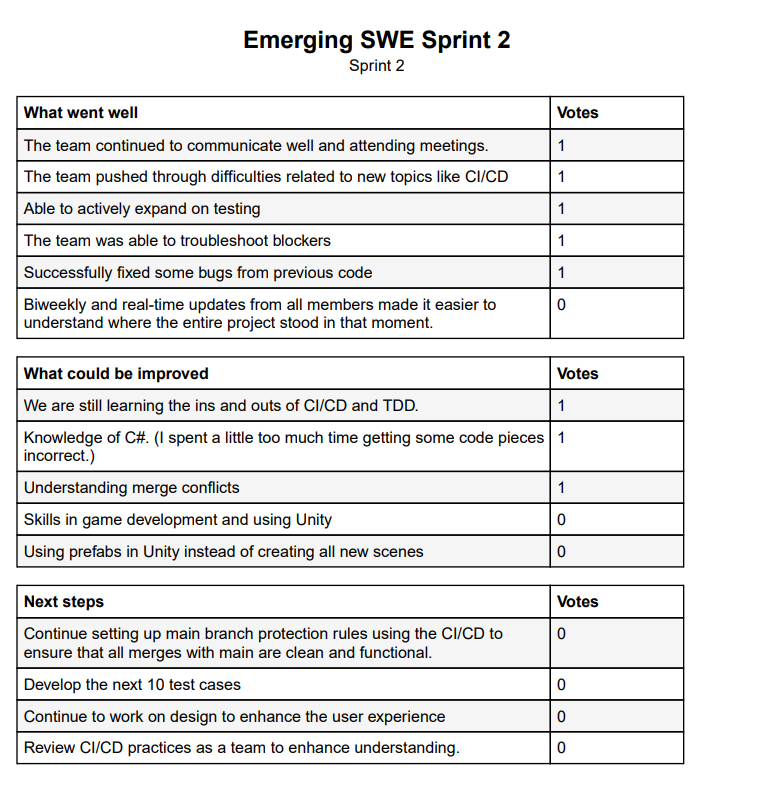 Emerging SWE Sprint 2
Sprint 2
What went well Votes
The team continued to communicate well and attending meetings. 1
The team pushed through difficulties related to new topics like CI/CD 1
Able to actively expand on testing 1
The team was able to troubleshoot blockers 1
Successfully fixed some bugs from previous code 1
Biweekly and real-time updates from all members made it easier to 0
understand where the entire project stood in that moment.
What could be improved Votes
We are still learning the ins and outs of CI/CD and TDD. 1
Knowledge of C#. (I spent a little too much time getting some code pieces 1
incorrect.)
Understanding merge conflicts 1
Skills in game development and using Unity 0
Using prefabs in Unity instead of creating all new scenes 0
Next steps Votes
Continue setting up main branch protection rules using the CI/CD to 0
ensure that all merges with main are clean and functional.
Develop the next 10 test cases 0
Continue to work on design to enhance the user experience 0
Review CI/CD practices as a team to enhance understanding. 0